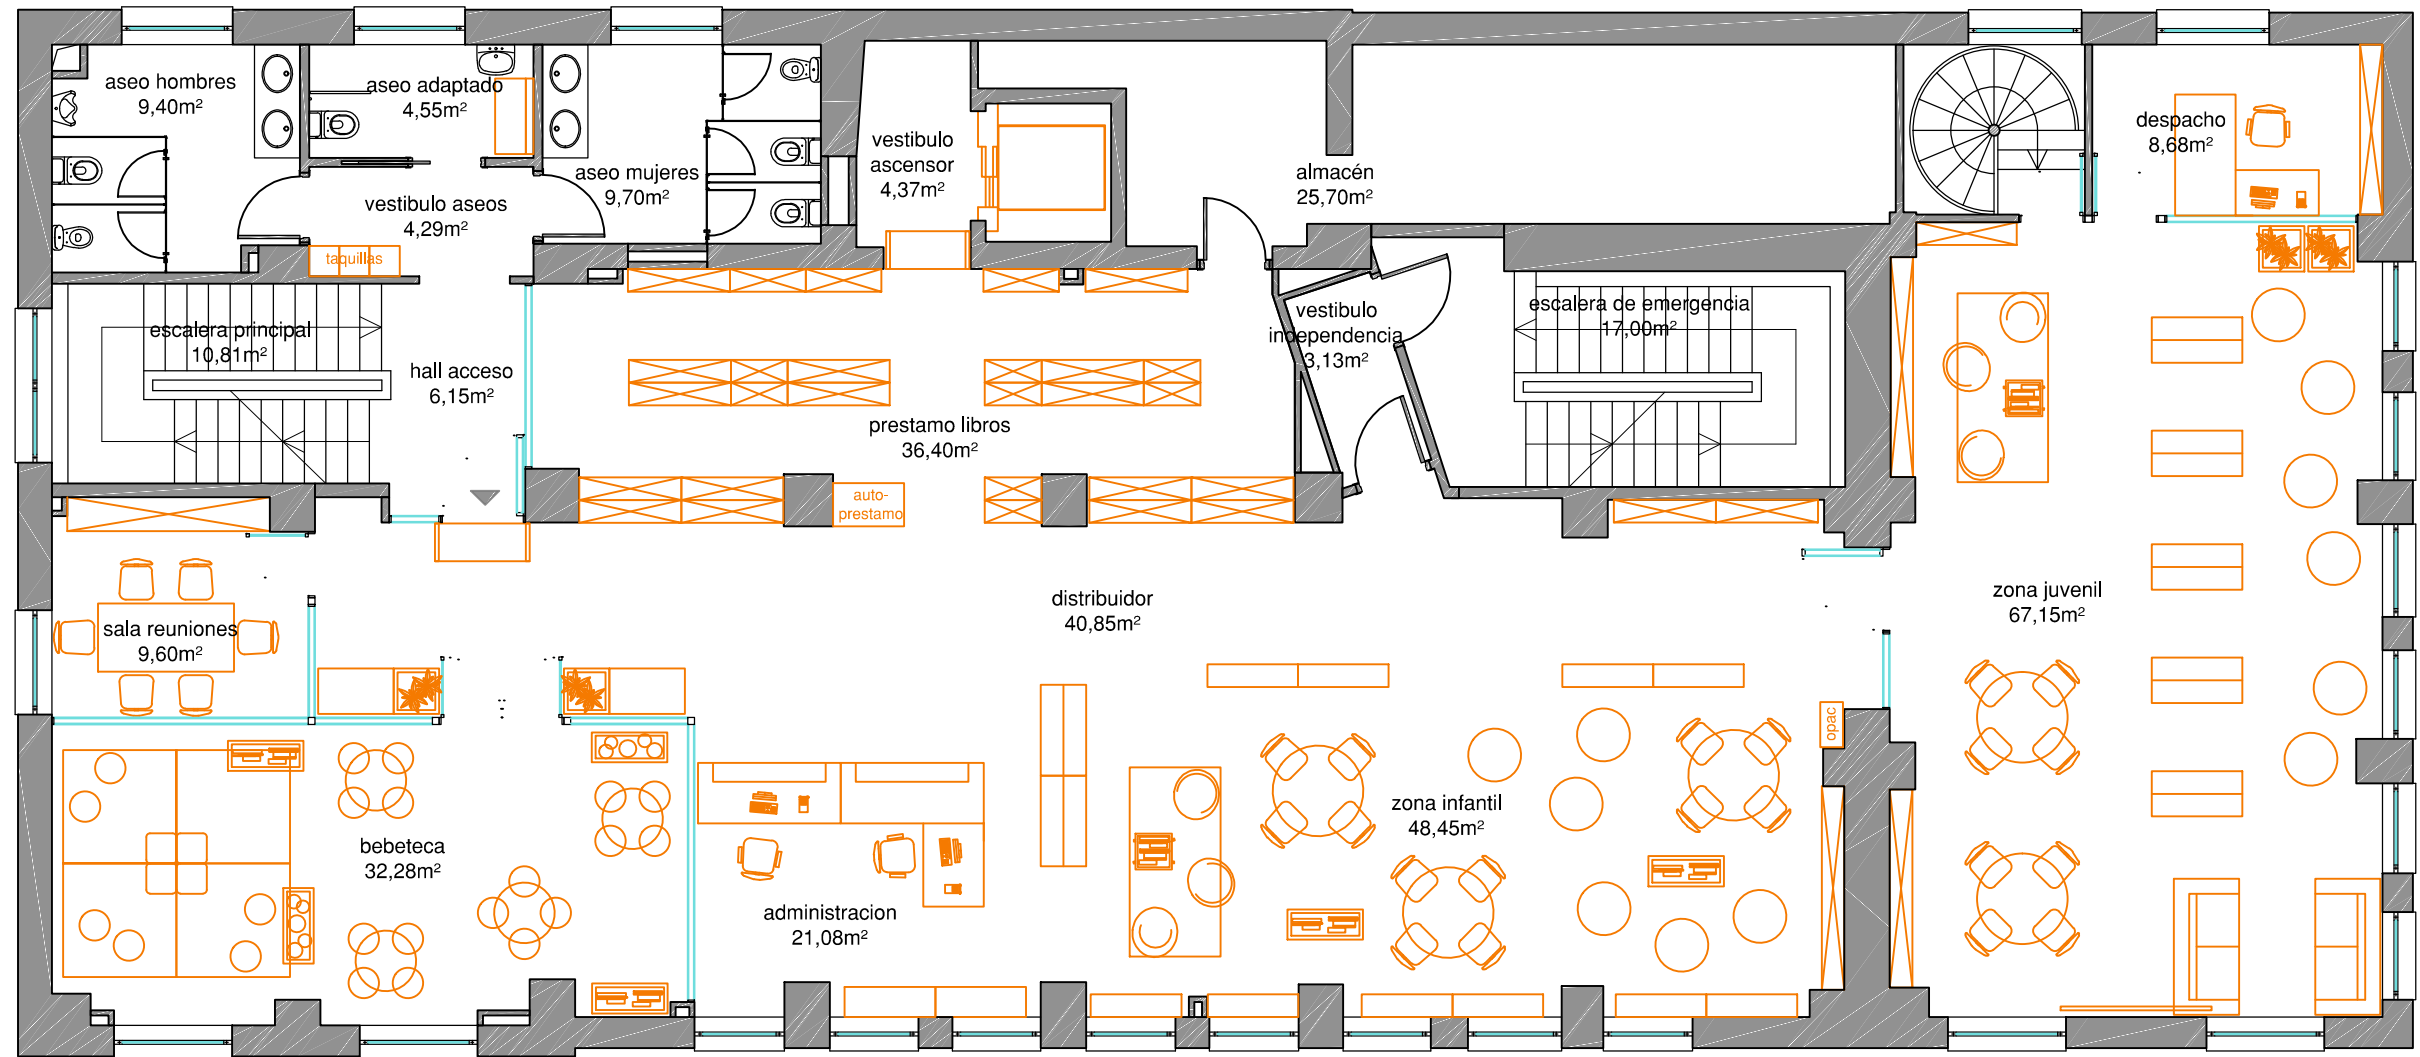 aseo hombres
9,40m²
aseo adaptado
4,55m²
aseo mujeres
9,70m²
vestibulo aseos
4,29m²
taquillas
vestibulo
ascensor
4,37m²
almacén
25,70m²
despacho
8,68m²
escalera principal
10,81m²
hall acceso
6,15m²
prestamo libros
36,40m²
auto-
prestamo
vestibulo
independencia
3,13m²
escalera de emergencia
17,00m²
sala reuniones
9,60m²
distribuidor
40,85m²
zona juvenil
67,15m²
opac
bebeteca
32,28m²
administracion
21,08m²
zona infantil
48,45m²